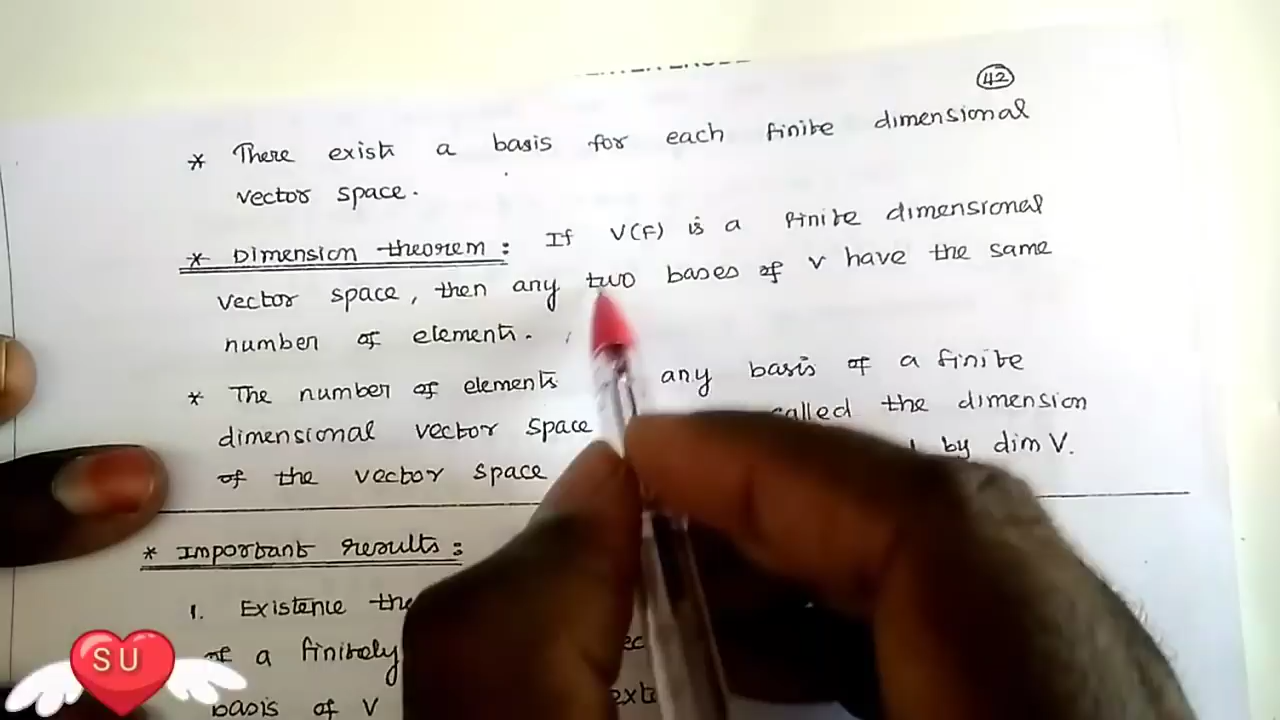 42
* There exists a basis for each finite dimensional
vector space.
* Dimension theorem: If V(F) is a finite dimensional
vector space, then any two bases of V have the same
number of elements.
* The number of elements any basis of a finite
dimensional vector space called the dimension
of the vector space by dim V.
* Important results:
1. Existence
of a finitely
basis of V
SU